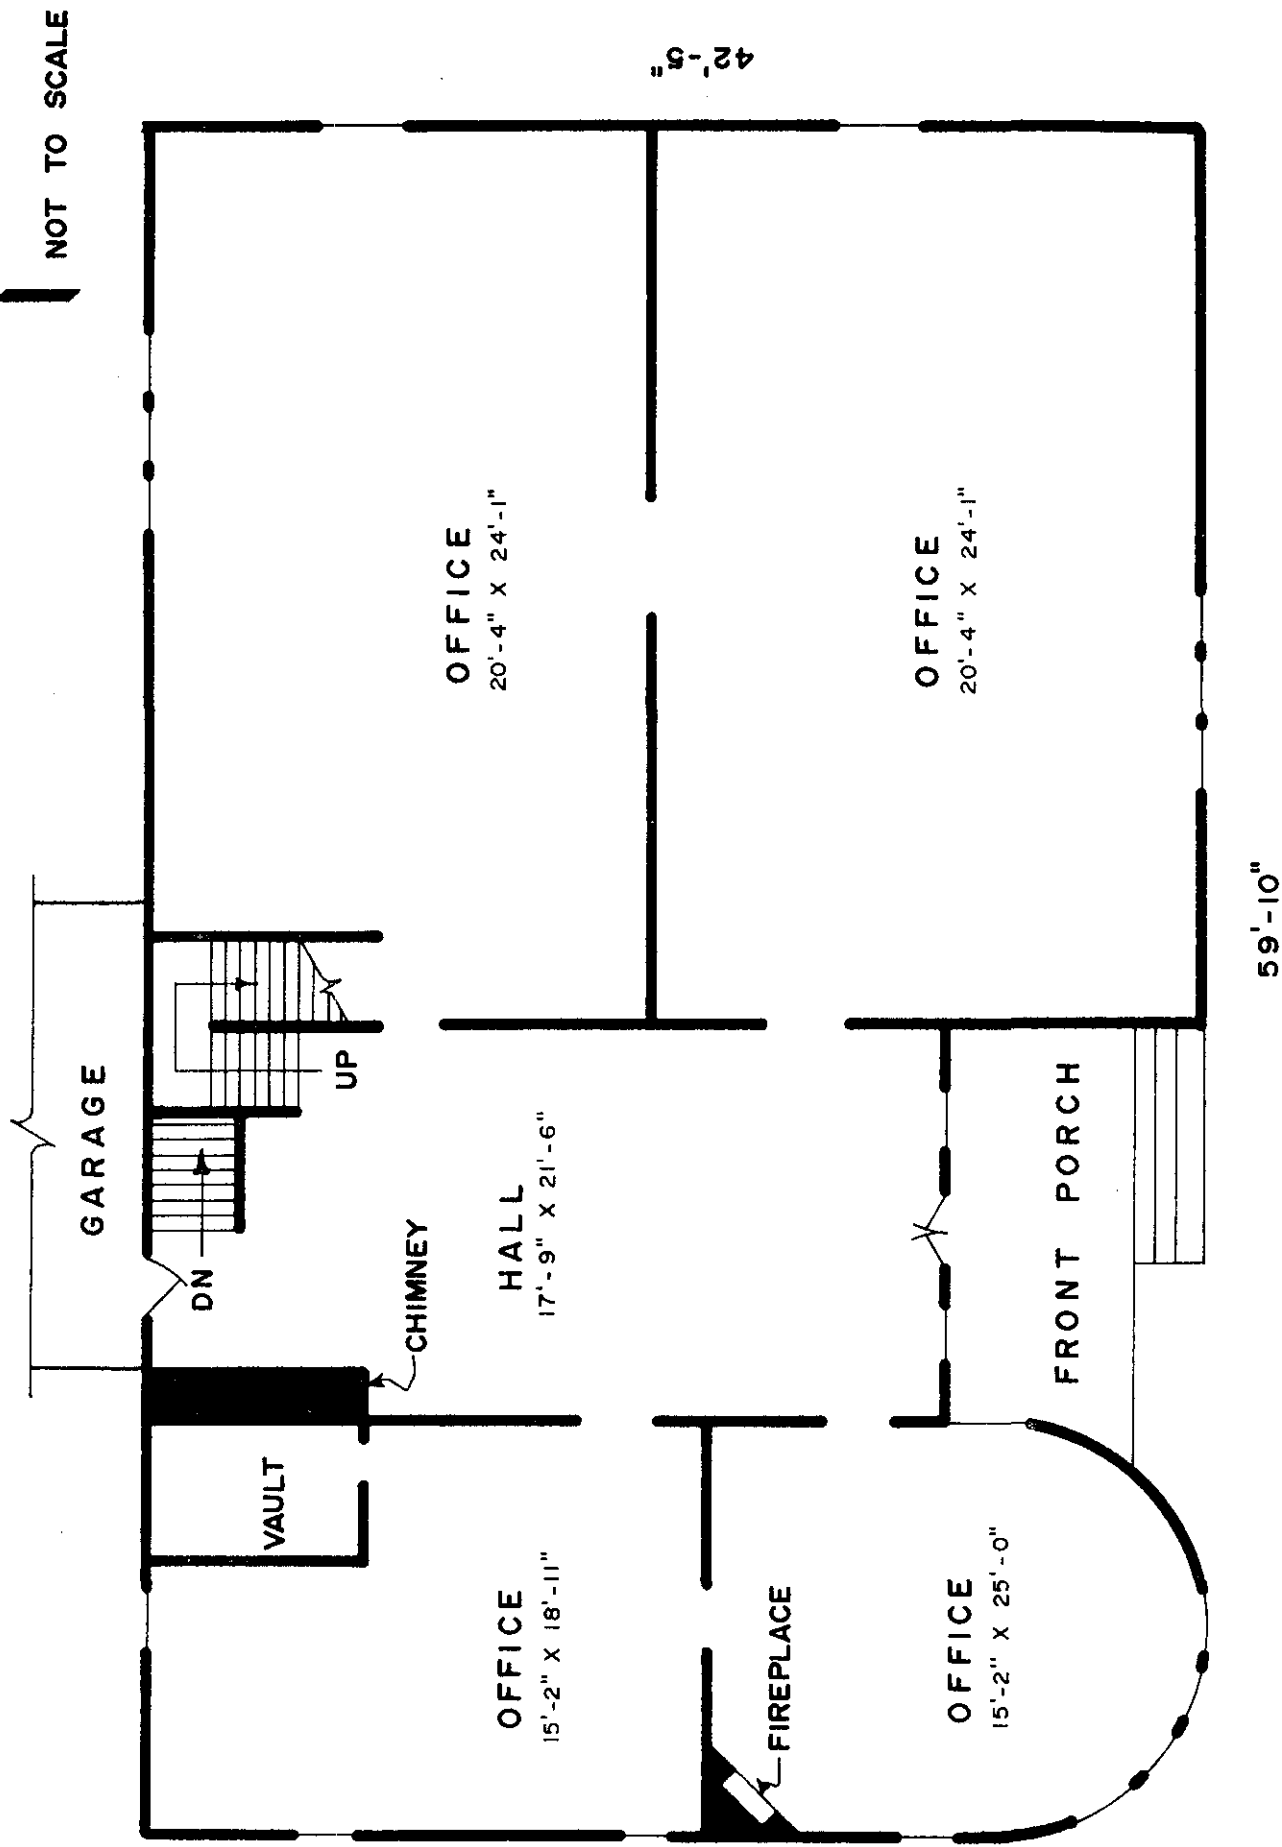 NOT TO SCALE
42'-5"
GARAGE
UP
DN
CHIMNEY
VAULT
OFFICE
20'-4" X 24'-1"
HALL
17'-9" X 21'-6"
OFFICE
15'-2" X 18'-11"
FIREPLACE
OFFICE
20'-4" X 24'-1"
FRONT PORCH
OFFICE
15'-2" X 25'-0"
59'-10"